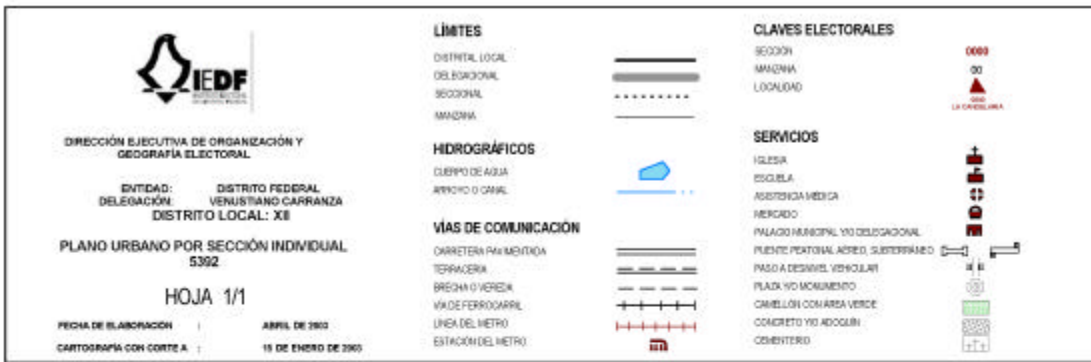 IEDF
DIRECCIÓN EJECUTIVA DE ORGANIZACIÓN Y
GEOGRAFÍA ELECTORAL
ENTIDAD: DISTRITO FEDERAL
DELEGACIÓN: VENUSTIANO CARRANZA
DISTRITO LOCAL: XII
PLANO URBANO POR SECCIÓN INDIVIDUAL
5392
HOJA 1/1
FECHA DE ELABORACIÓN : ABRIL DE 2003
CARTOGRAFÍA CON CORTE A : 15 DE ENERO DE 2003
LÍMITES
DISTRITAL LOCAL
DELEGACIONAL
SECCIONAL
MANZANA
HIDROGRÁFICOS
CUERPO DE AGUA
ARROYO O CANAL
VÍAS DE COMUNICACIÓN
CARRETERA PAVIMENTADA
TERRACERIA
BRECHA O VEREDA
VIA DE FERROCARRIL
LINEA DEL METRO
ESTACIÓN DEL METRO
CLAVES ELECTORALES
SECCIÓN 0000
MANZANA 00
LOCALIDAD
0000
LA CANDELARIA
SERVICIOS
IGLESIA
ESCUELA
ASISTENCIA MÉDICA
MERCADO
PALACIO MUNICIPAL Y/O DELEGACIONAL
PUENTE PEATONAL AÉREO, SUBTERRÁNEO
PASO A DESNIVEL VEHICULAR
PLAZA Y/O MONUMENTO
CAMELLON CON ÁREA VERDE
CONCRETO Y/O ADOQUÍN
CEMENTERIO